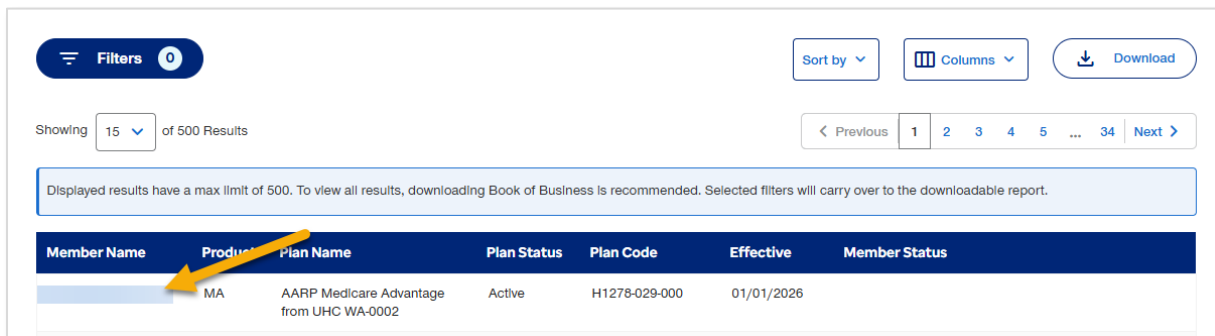 Filters 0
Sort by
Columns
Download
Showing 15 of 500 Results
Previous 1 2 3 4 5 ... 34 Next
Displayed results have a max limit of 500. To view all results, downloading Book of Business is recommended. Selected filters will carry over to the downloadable report.
Member Name Product Plan Name Plan Status Plan Code Effective Member Status
MA AARP Medicare Advantage Active H1278-029-000 01/01/2026
from UHC WA-0002